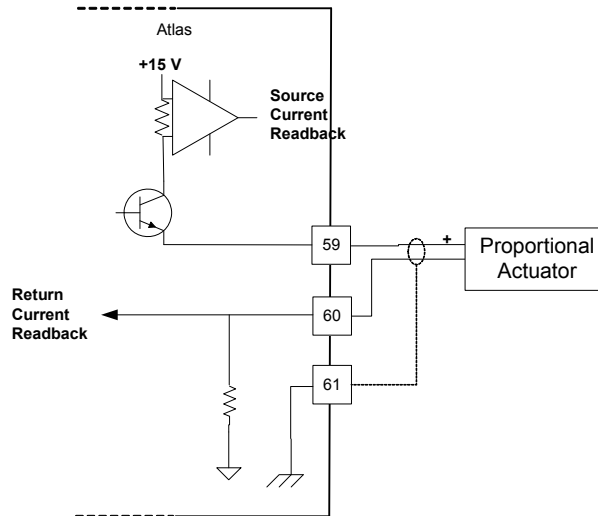 Atlas
+15 V
Source
Current
Readback
59
+
Proportional
Actuator
Return
Current
Readback
60
61